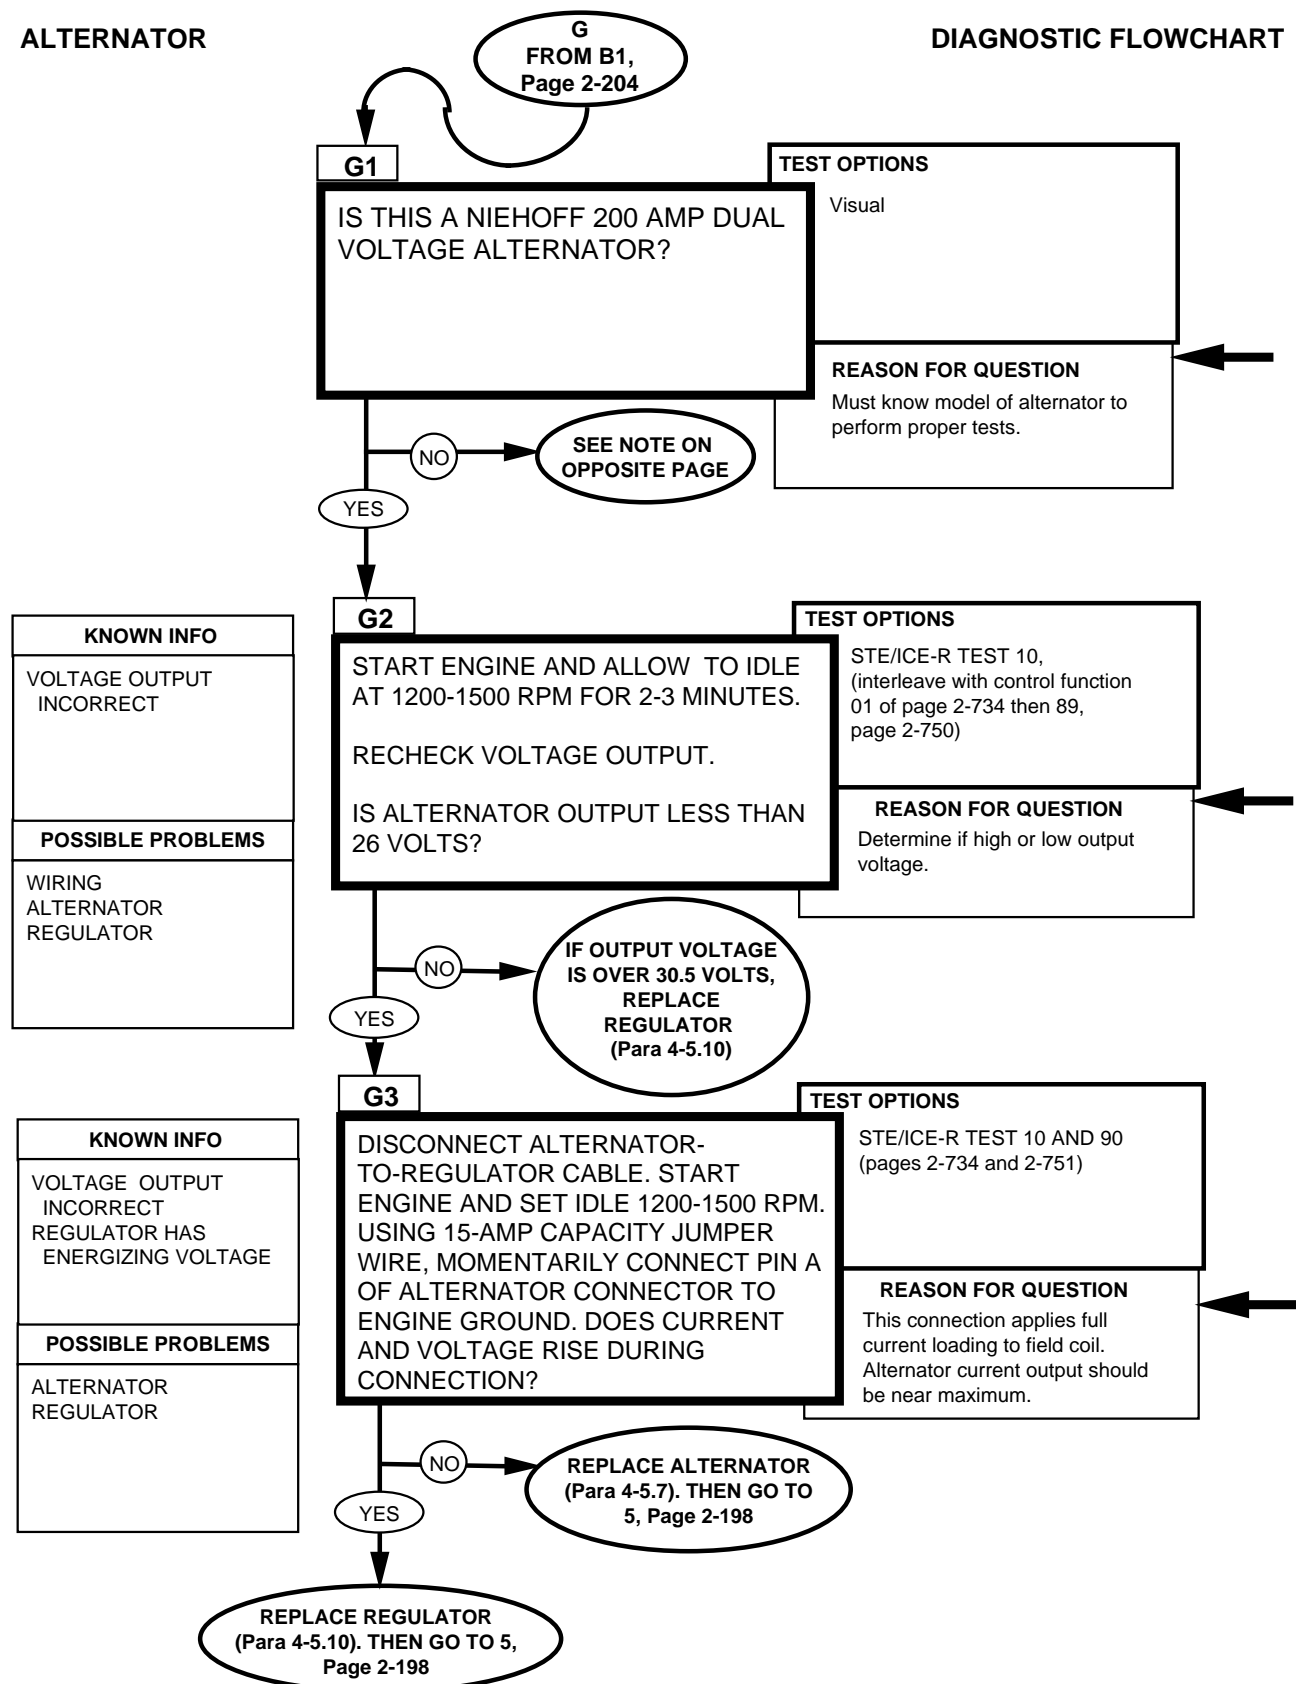 ALTERNATOR
DIAGNOSTIC FLOWCHART
G
FROM B1,
Page 2-204
G1
IS THIS A NIEHOFF 200 AMP DUAL
VOLTAGE ALTERNATOR?
TEST OPTIONS
Visual
REASON FOR QUESTION
Must know model of alternator to
perform proper tests.
NO
SEE NOTE ON
OPPOSITE PAGE
YES
KNOWN INFO
VOLTAGE OUTPUT
INCORRECT
POSSIBLE PROBLEMS
WIRING
ALTERNATOR
REGULATOR
G2
START ENGINE AND ALLOW TO IDLE
AT 1200-1500 RPM FOR 2-3 MINUTES.
RECHECK VOLTAGE OUTPUT.
IS ALTERNATOR OUTPUT LESS THAN
26 VOLTS?
TEST OPTIONS
STE/ICE-R TEST 10,
(interleave with control function
01 of page 2-734 then 89,
page 2-750)
REASON FOR QUESTION
Determine if high or low output
voltage.
NO
IF OUTPUT VOLTAGE
IS OVER 30.5 VOLTS,
REPLACE
REGULATOR
(Para 4-5.10)
YES
KNOWN INFO
VOLTAGE OUTPUT
INCORRECT
REGULATOR HAS
ENERGIZING VOLTAGE
POSSIBLE PROBLEMS
ALTERNATOR
REGULATOR
G3
DISCONNECT ALTERNATOR-
TO-REGULATOR CABLE. START
ENGINE AND SET IDLE 1200-1500 RPM.
USING 15-AMP CAPACITY JUMPER
WIRE, MOMENTARILY CONNECT PIN A
OF ALTERNATOR CONNECTOR TO
ENGINE GROUND. DOES CURRENT
AND VOLTAGE RISE DURING
CONNECTION?
TEST OPTIONS
STE/ICE-R TEST 10 AND 90
(pages 2-734 and 2-751)
REASON FOR QUESTION
This connection applies full
current loading to field coil.
Alternator current output should
be near maximum.
NO
REPLACE ALTERNATOR
(Para 4-5.7). THEN GO TO
5, Page 2-198
YES
REPLACE REGULATOR
(Para 4-5.10). THEN GO TO 5,
Page 2-198